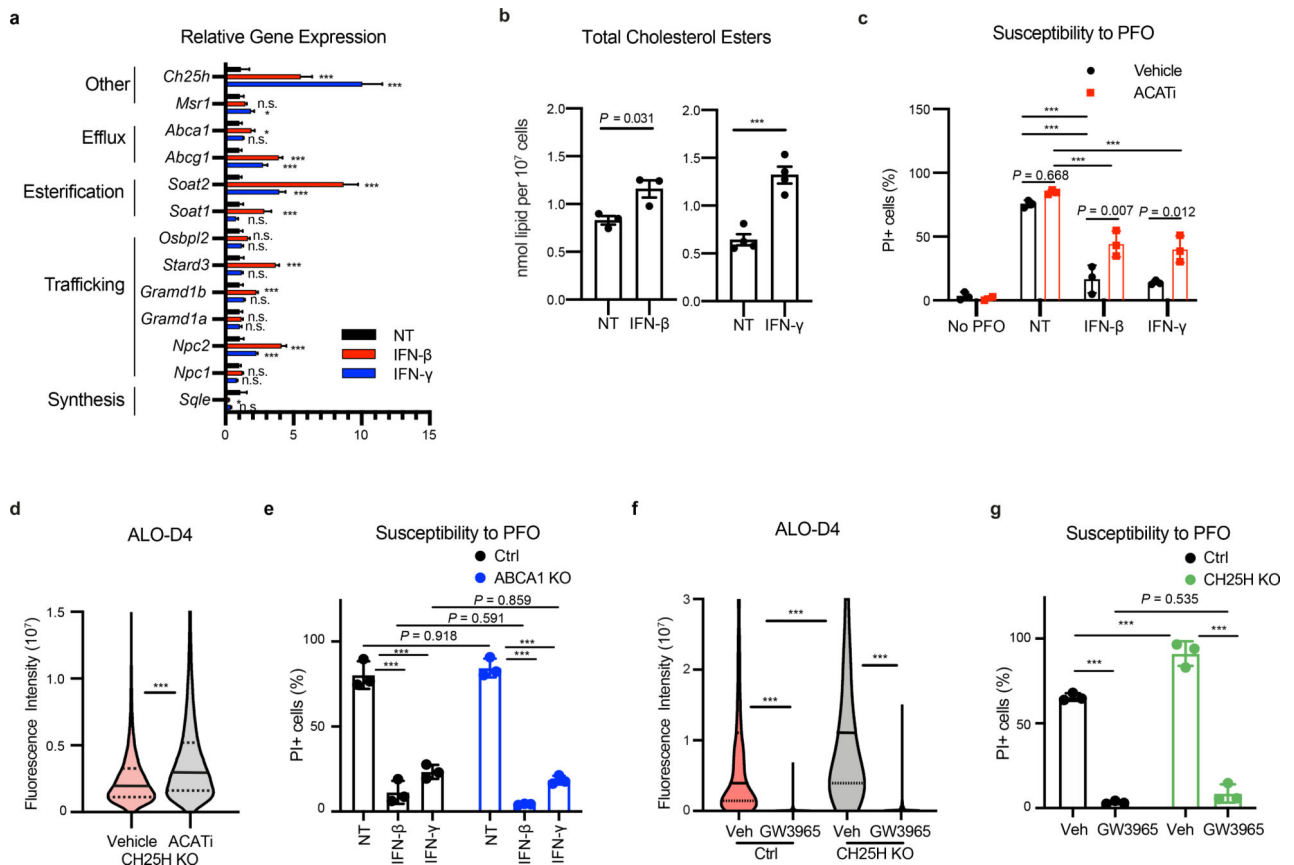 a
Relative Gene Expression
Other
Efflux
Esterification
Trafficking
Synthesis
Ch25h
***
***
Msr1
n.s.
*
Abca1
*
n.s.
Abcg1
***
***
Soat2
***
***
Soat1
***
n.s.
Osbpl2
n.s.
n.s.
Stard3
***
n.s.
Gramd1b
***
n.s.
Gramd1a
n.s.
n.s.
Npc2
***
***
Npc1
n.s.
n.s.
Sqle
*
n.s
NT
IFN-β
IFN-γ
0 5 10 15
b
Total Cholesterol Esters
nmol lipid per 10⁷ cells
2.0
1.5
1.0
0.5
0.0
P = 0.031
NT IFN-β
2.0
1.5
1.0
0.5
0.0
***
NT IFN-γ
c
Susceptibility to PFO
Vehicle
ACATi
PI+ cells (%)
150
100
50
0
***
***
***
***
P = 0.668
P = 0.007
P = 0.012
No PFO NT IFN-β IFN-γ
d
ALO-D4
Fluorescence Intensity (10⁷)
1.5
1.0
0.5
0
***
Vehicle ACATi
CH25H KO
e
Susceptibility to PFO
Ctrl
ABCA1 KO
PI+ cells (%)
100
50
0
P = 0.859
P = 0.591
P = 0.918
***
***
***
***
NT IFN-β IFN-γ NT IFN-β IFN-γ
f
ALO-D4
Fluorescence Intensity (10⁷)
3
2
1
0
***
***
***
Veh GW3965 Veh GW3965
Ctrl CH25H KO
g
Susceptibility to PFO
Ctrl
CH25H KO
PI+ cells (%)
100
50
0
P = 0.535
***
***
***
Veh GW3965 Veh GW3965